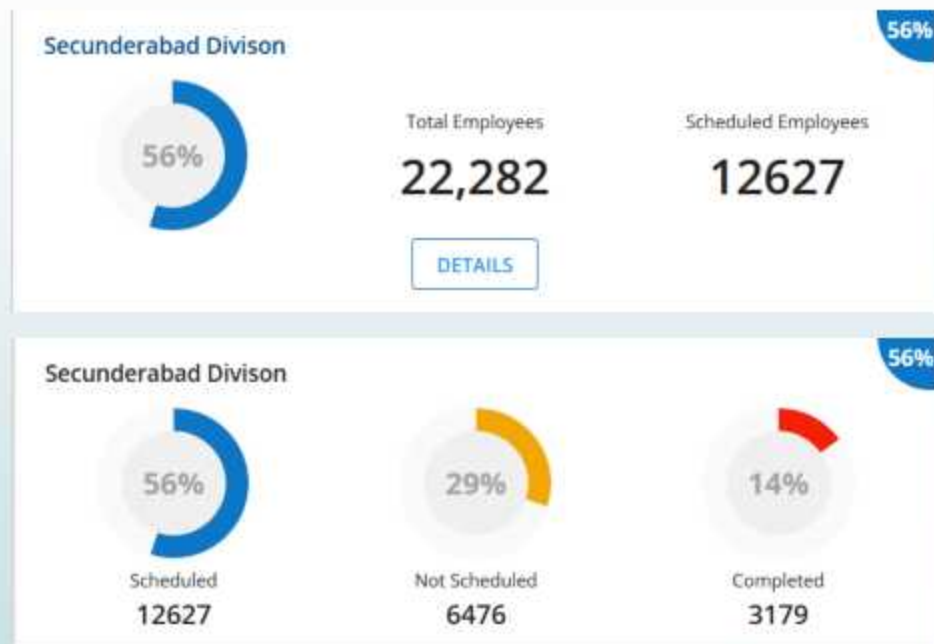 56%
Secunderabad Divison
56%
Total Employees
Scheduled Employees
22,282
12627
DETAILS
56%
Secunderabad Divison
56%
29%
14%
Scheduled
Not Scheduled
Completed
12627
6476
3179